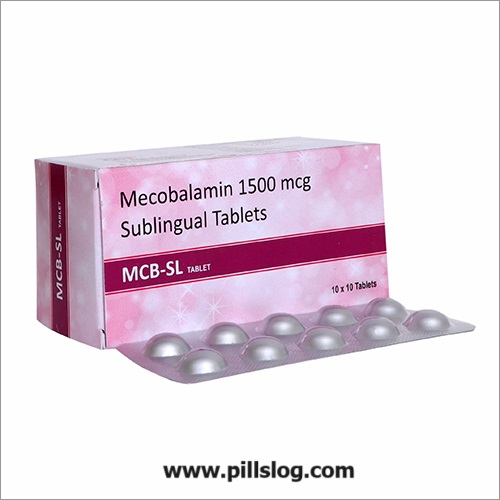 Mecobalamin 1500 mcg
Sublingual Tablets
MCB-SL TABLET
10 x 10 Tablets
MCB-SL TABLET
www.pillslog.com